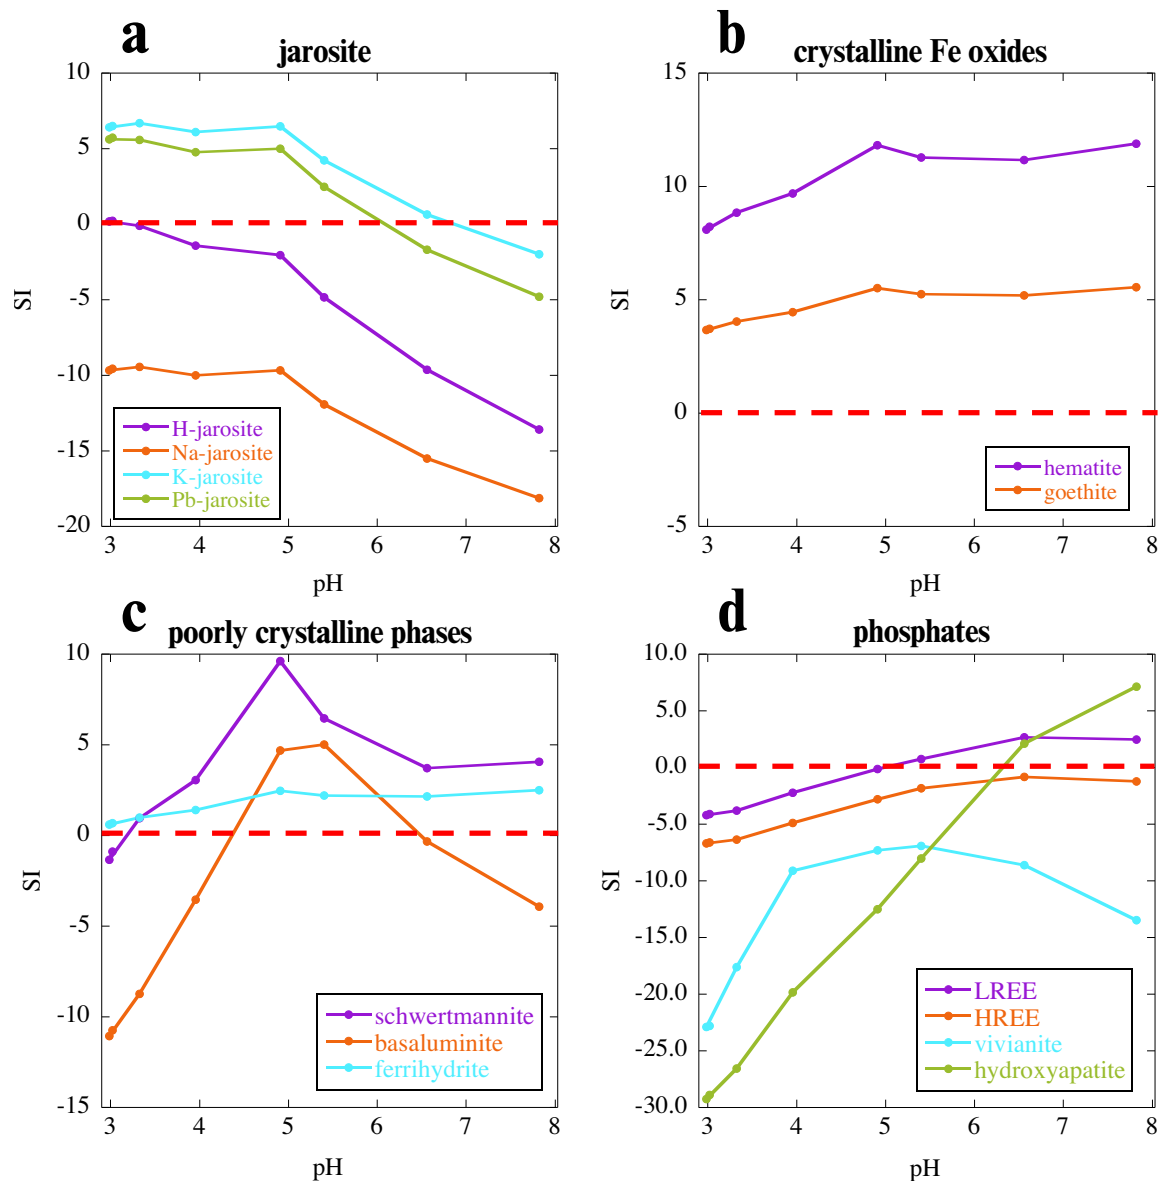 a
jarosite
10
5
0
-5
-10
-15
-20
SI
H-jarosite
Na-jarosite
K-jarosite
Pb-jarosite
3 4 5 6 7 8
pH
b
crystalline Fe oxides
15
10
5
0
-5
SI
hematite
goethite
3 4 5 6 7 8
pH
c
poorly crystalline phases
10
5
0
-5
-10
-15
SI
schwertmannite
basaluminite
ferrihydrite
3 4 5 6 7 8
pH
d
phosphates
10.0
5.0
0.0
-5.0
-10.0
-15.0
-20.0
-25.0
-30.0
SI
LREE
HREE
vivianite
hydroxyapatite
3 4 5 6 7 8
pH